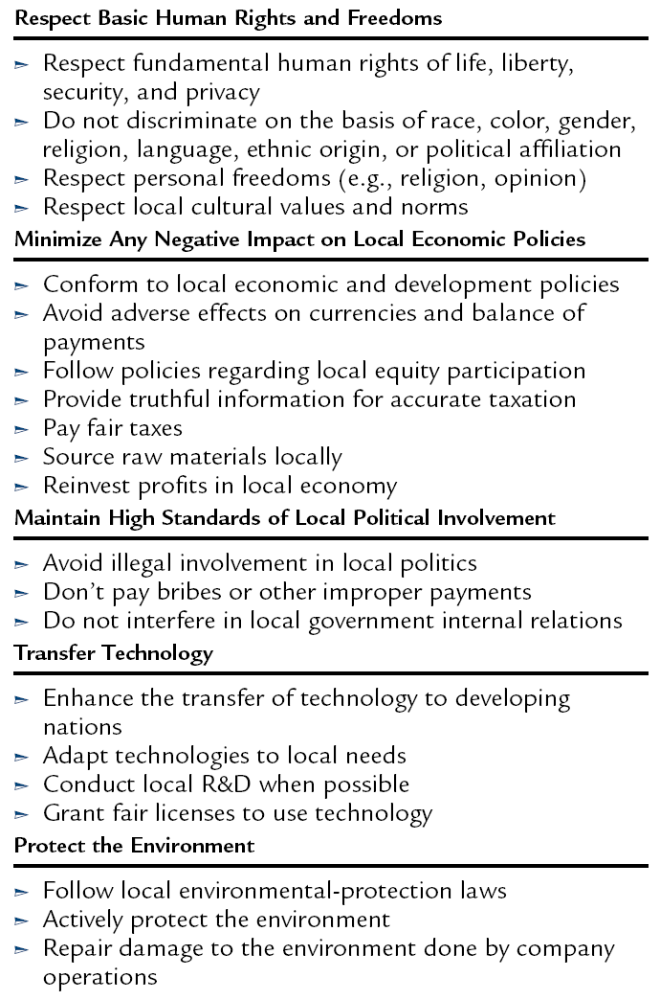 Respect Basic Human Rights and Freedoms
► Respect fundamental human rights of life, liberty,
security, and privacy
► Do not discriminate on the basis of race, color, gender,
religion, language, ethnic origin, or political affiliation
► Respect personal freedoms (e.g., religion, opinion)
► Respect local cultural values and norms
Minimize Any Negative Impact on Local Economic Policies
► Conform to local economic and development policies
► Avoid adverse effects on currencies and balance of
payments
► Follow policies regarding local equity participation
► Provide truthful information for accurate taxation
► Pay fair taxes
► Source raw materials locally
► Reinvest profits in local economy
Maintain High Standards of Local Political Involvement
► Avoid illegal involvement in local politics
► Don’t pay bribes or other improper payments
► Do not interfere in local government internal relations
Transfer Technology
► Enhance the transfer of technology to developing
nations
► Adapt technologies to local needs
► Conduct local R&D when possible
► Grant fair licenses to use technology
Protect the Environment
► Follow local environmental-protection laws
► Actively protect the environment
► Repair damage to the environment done by company
operations